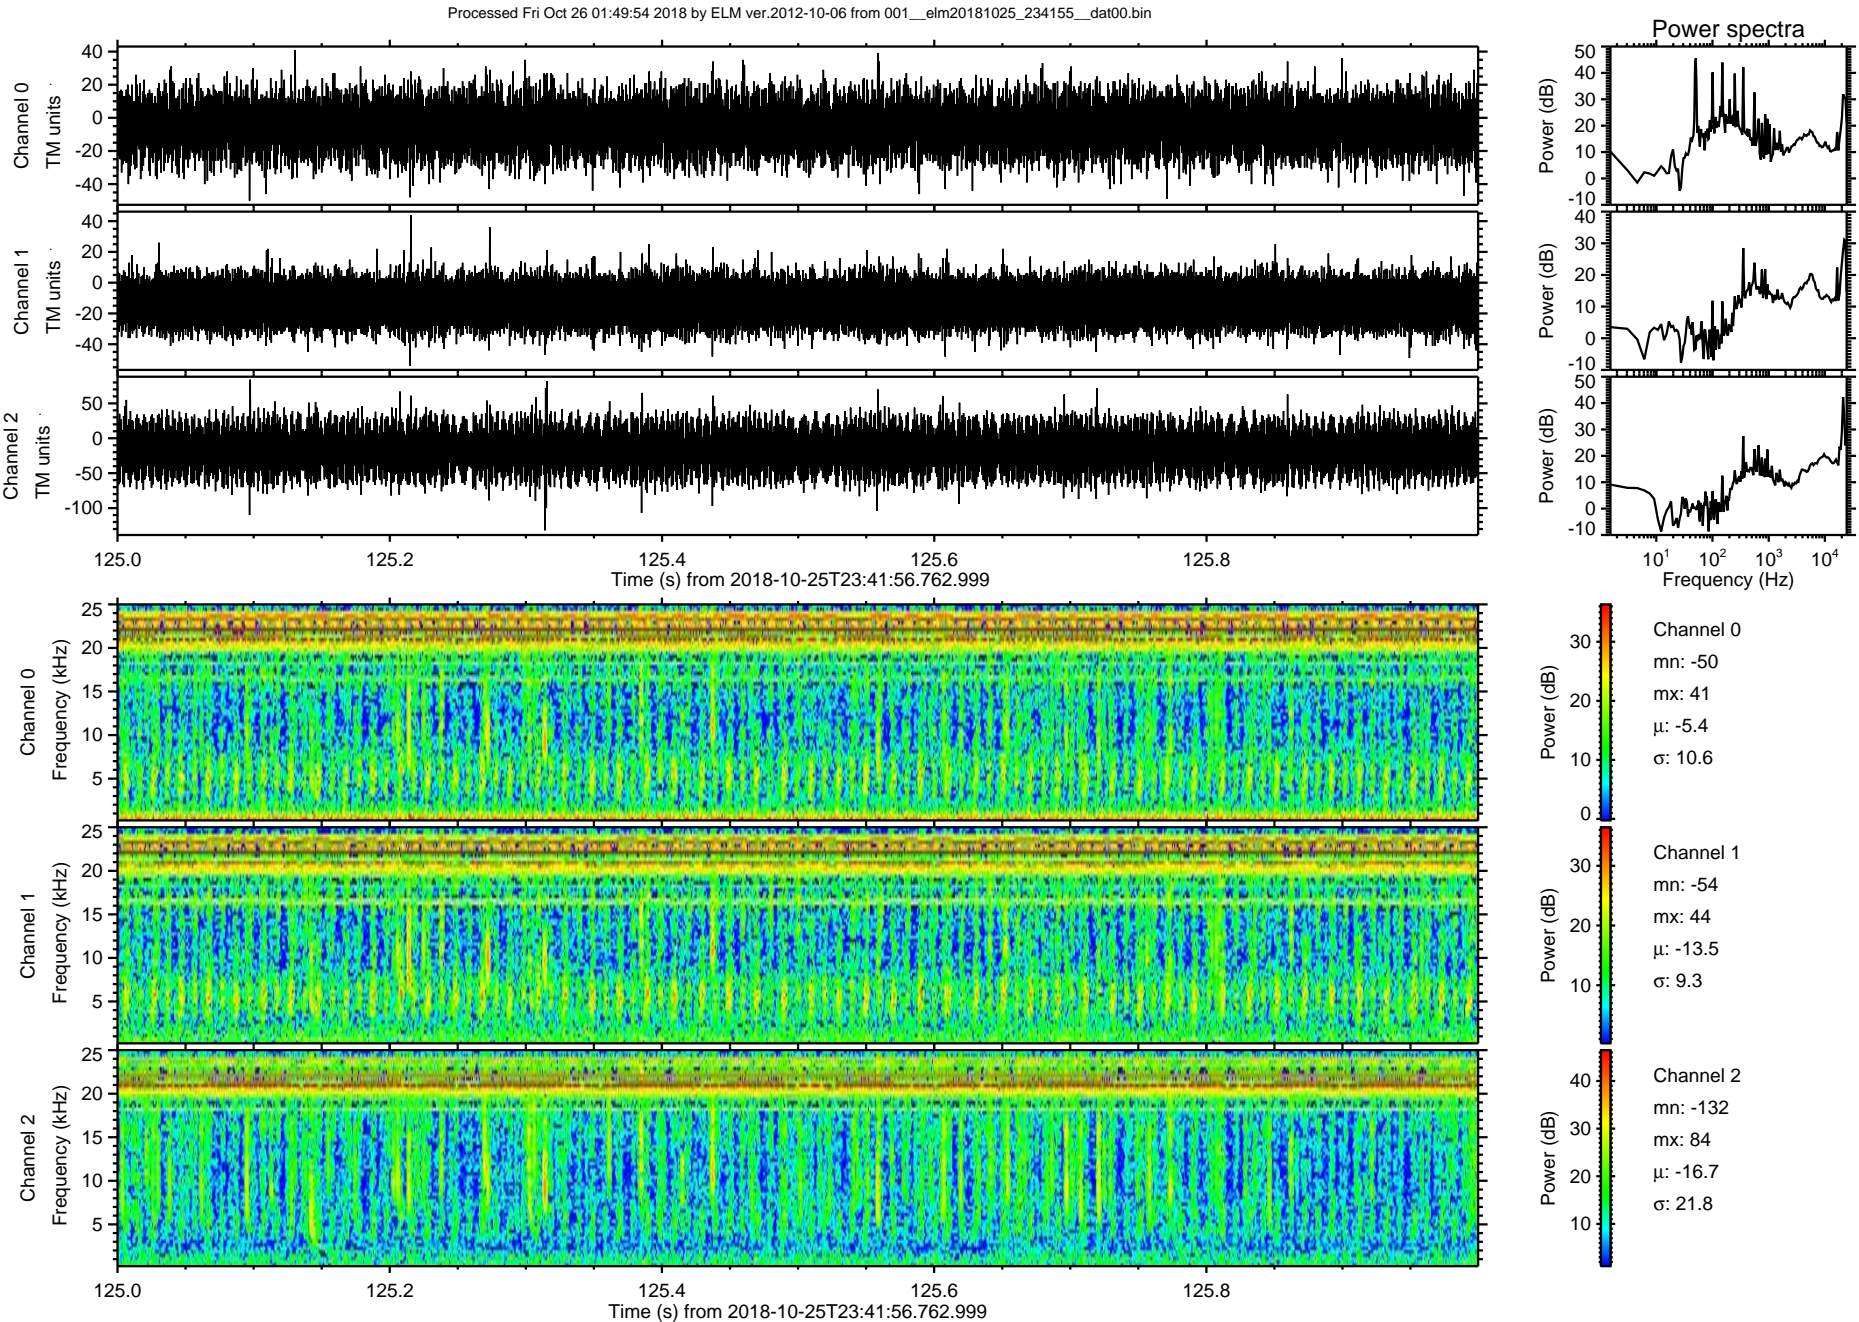 Processed Fri Oct 26 01:49:54 2018 by ELM ver.2012-10-06 from 001__elm20181025_234155__dat00.bin
Power spectra
Channel 0
TM units
40
20
0
-20
-40
Power (dB)
50
40
30
20
10
0
-10
Channel 1
TM units
40
20
0
-20
-40
Power (dB)
40
30
20
10
0
-10
Channel 2
TM units
50
0
-50
-100
Power (dB)
50
40
30
20
10
0
-10
125.0 125.2 125.4 125.6 125.8
Time (s) from 2018-10-25T23:41:56.762.999
10^1 10^2 10^3 10^4
Frequency (Hz)
Channel 0
Frequency (kHz)
25
20
15
10
5
Power (dB)
30
20
10
0
Channel 0
mn: -50
mx: 41
μ: -5.4
σ: 10.6
Channel 1
Frequency (kHz)
25
20
15
10
5
Power (dB)
30
20
10
Channel 1
mn: -54
mx: 44
μ: -13.5
σ: 9.3
Channel 2
Frequency (kHz)
25
20
15
10
5
Power (dB)
40
30
20
10
Channel 2
mn: -132
mx: 84
μ: -16.7
σ: 21.8
125.0 125.2 125.4 125.6 125.8
Time (s) from 2018-10-25T23:41:56.762.999